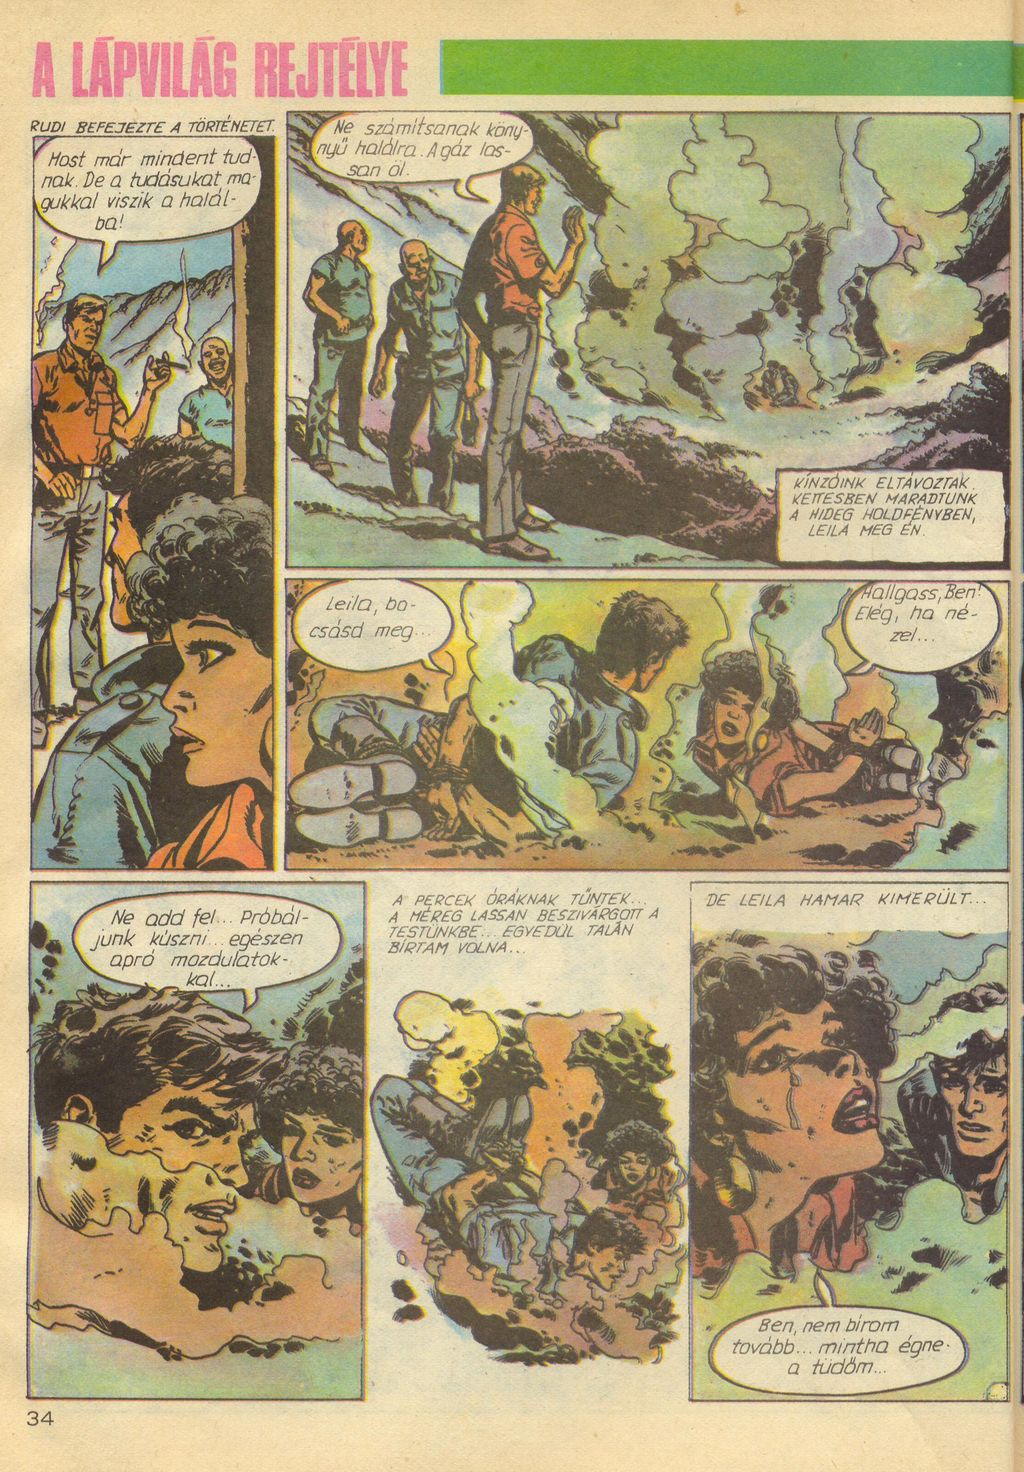 A LÁPVILÁG REJTÉLYE
RUDI BEFEJEZTE A TÖRTÉNETET.
Most már mindent tud-
nak. De a tudásukat ma-
gukkal viszik a halál-
ba!
Ne számítsanak köny-
nyű halálra. A gáz las-
san öl.
KÍNZÓINK ELTÁVOZTAK.
KETTESBEN MARADTUNK
A HIDEG HOLDFÉNYBEN,
LEILA MEG ÉN.
Leila, bo-
csásd meg...
Hallgass, Ben!
Elég, ha né-
zel...
Ne add fel... Próbál-
junk kúszni... egészen
apró mozdulatok-
kal...
A PERCEK ÓRÁKNAK TŰNTEK...
A MÉREG LASSAN BESZIVÁRGOTT A
TESTÜNKBE... EGYEDÜL TALÁN
BIRTAM VOLNA...
DE LEILA HAMAR KIMERÜLT...
Ben, nem birom
tovább... mintha égne
a tüdőm...
34